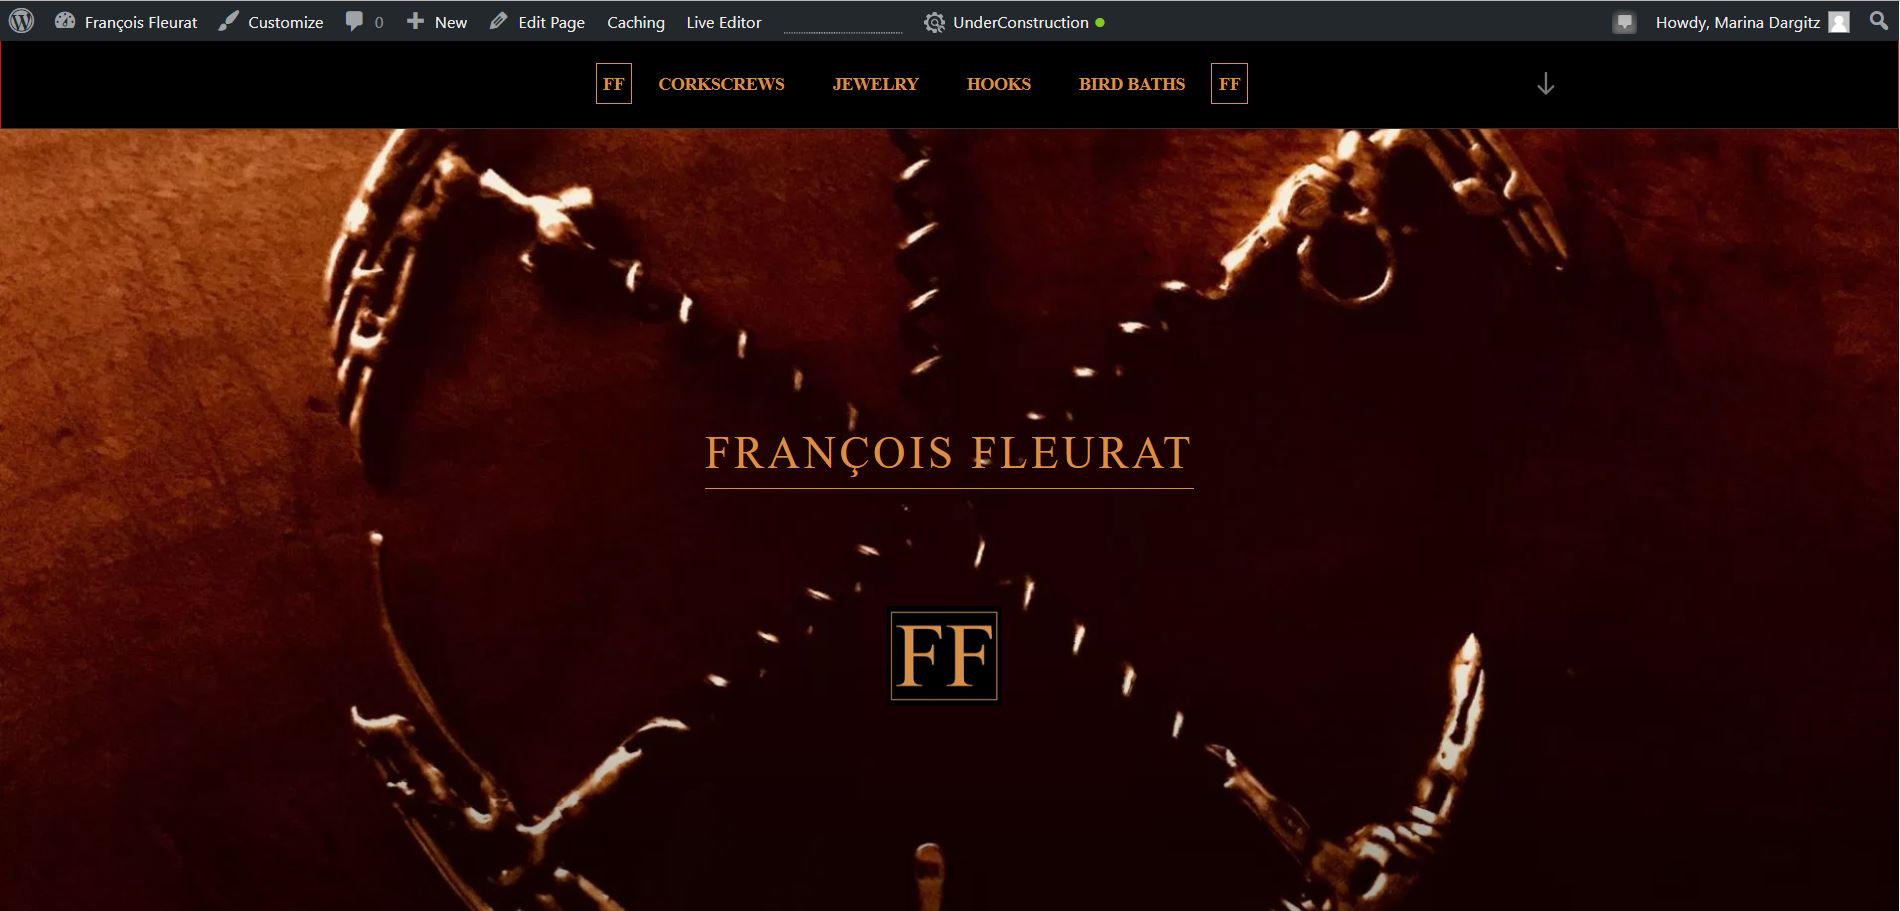 François Fleurat Customize 0 New Edit Page Caching Live Editor UnderConstruction Howdy, Marina Dargitz
FF CORKSCREWS JEWELRY HOOKS BIRD BATHS FF
FRANÇOIS FLEURAT
FF